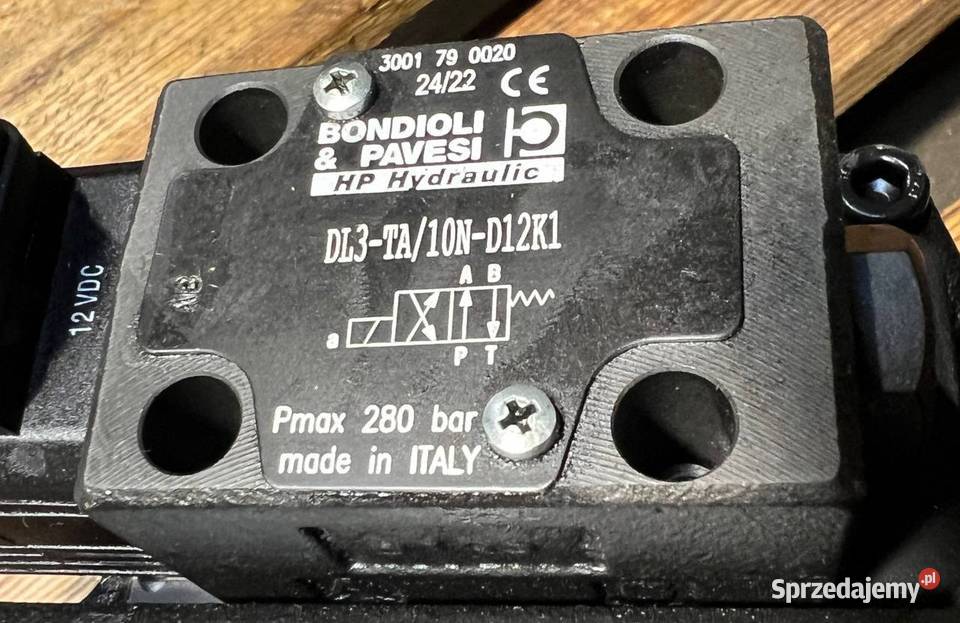 3001 79 0020
24/22 CE
BONDIOLI
& PAVESI
HP Hydraulic
DL3-TA/10N-D12K1
A B
a
P T
Pmax 280 bar
made in ITALY
12 VDC
Sprzedajemy.pl